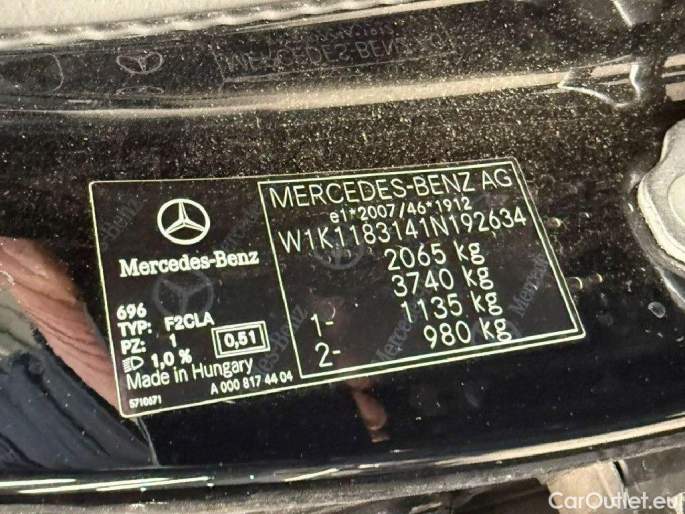 MERCEDES-BENZ AG
e1*2007/46*1912
W1K1183141N192634
2065 kg
3740 kg
1- 1135 kg
2- 980 kg
Mercedes-Benz
696
TYP: F2CLA
PZ: 1 0,51
1,0 %
Made in Hungary
5710671 A 000 817 44 04
CarOutlet.eu